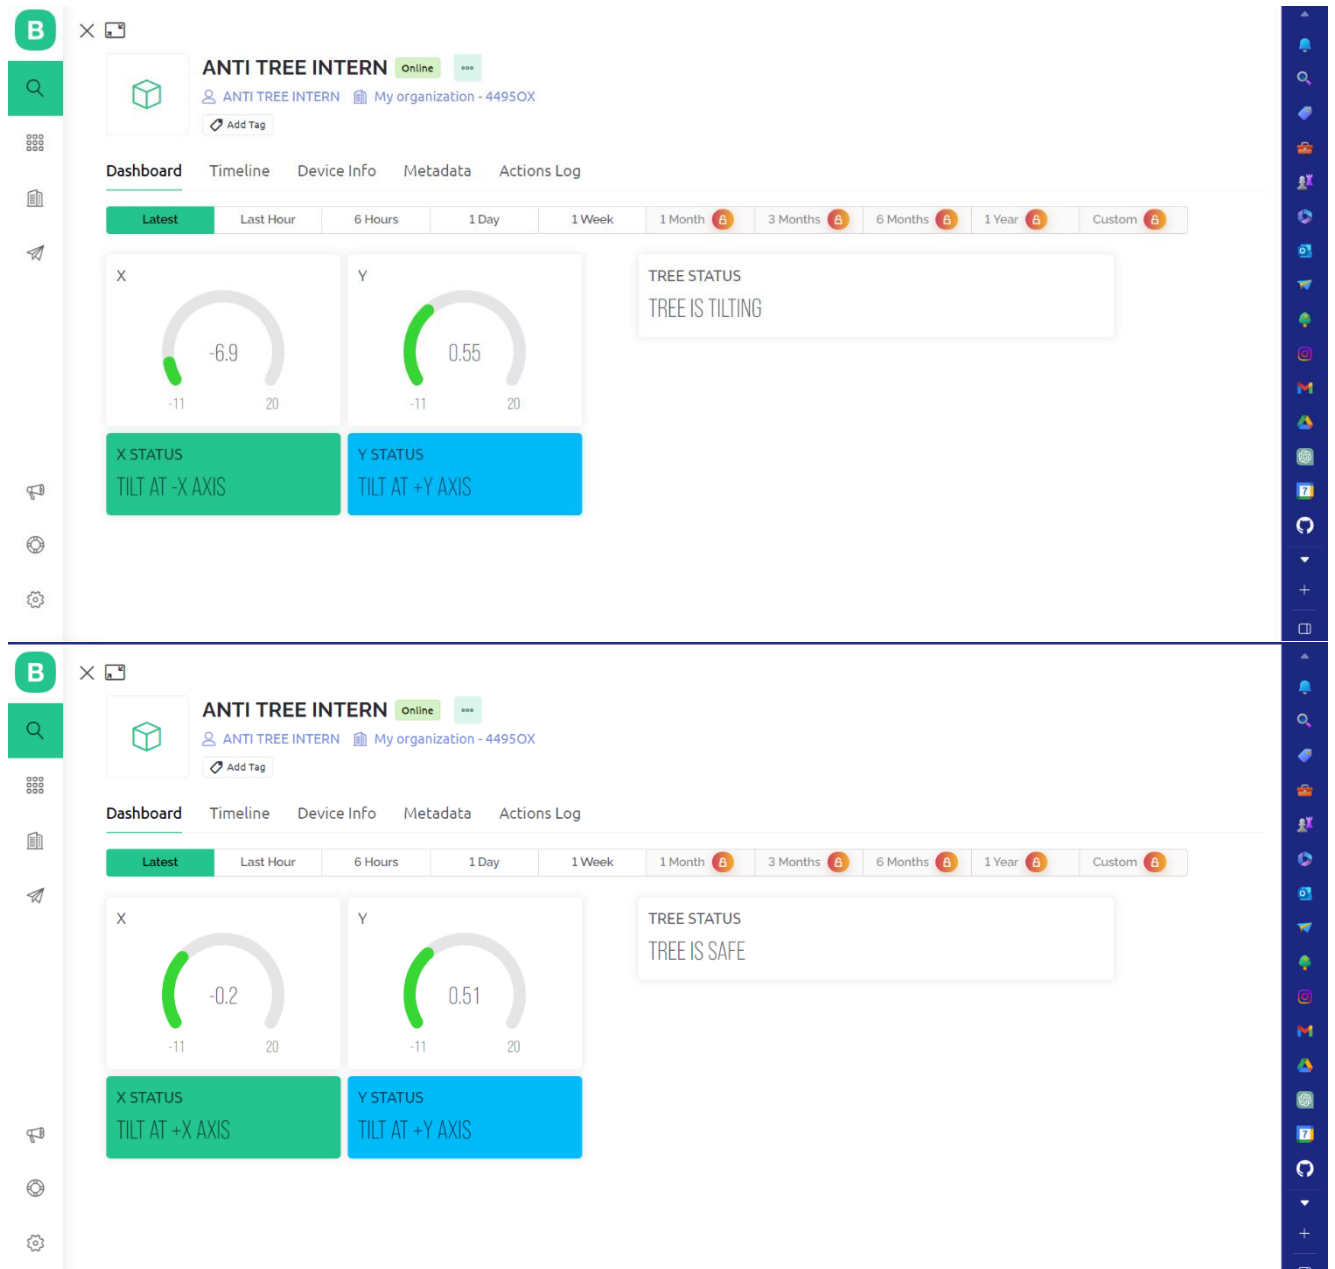 B
ANTI TREE INTERN Online
ANTI TREE INTERN My organization - 4495OX
Add Tag
Dashboard Timeline Device Info Metadata Actions Log
Latest Last Hour 6 Hours 1 Day 1 Week 1 Month 3 Months 6 Months 1 Year Custom
X Y TREE STATUS
TREE IS TILTING
-6.9 0.55
-11 20 -11 20
X STATUS Y STATUS
TILT AT -X AXIS TILT AT +Y AXIS
7
B
ANTI TREE INTERN Online
ANTI TREE INTERN My organization - 4495OX
Add Tag
Dashboard Timeline Device Info Metadata Actions Log
Latest Last Hour 6 Hours 1 Day 1 Week 1 Month 3 Months 6 Months 1 Year Custom
X Y TREE STATUS
TREE IS SAFE
-0.2 0.51
-11 20 -11 20
X STATUS Y STATUS
TILT AT +X AXIS TILT AT +Y AXIS
7